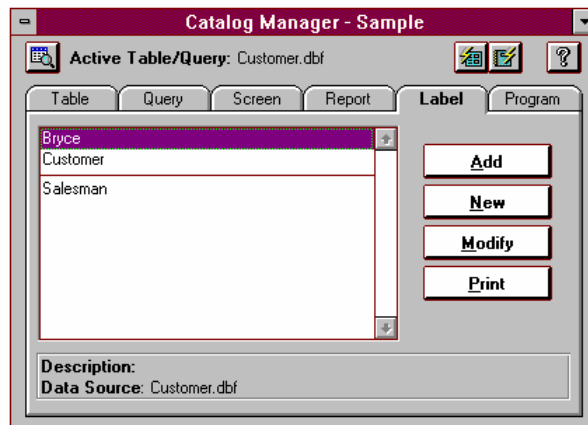 Catalog Manager - Sample
Active Table/Query: Customer.dbf
?
Table Query Screen Report Label Program
Bryce
Customer
Salesman
Add
New
Modify
Print
Description:
Data Source: Customer.dbf